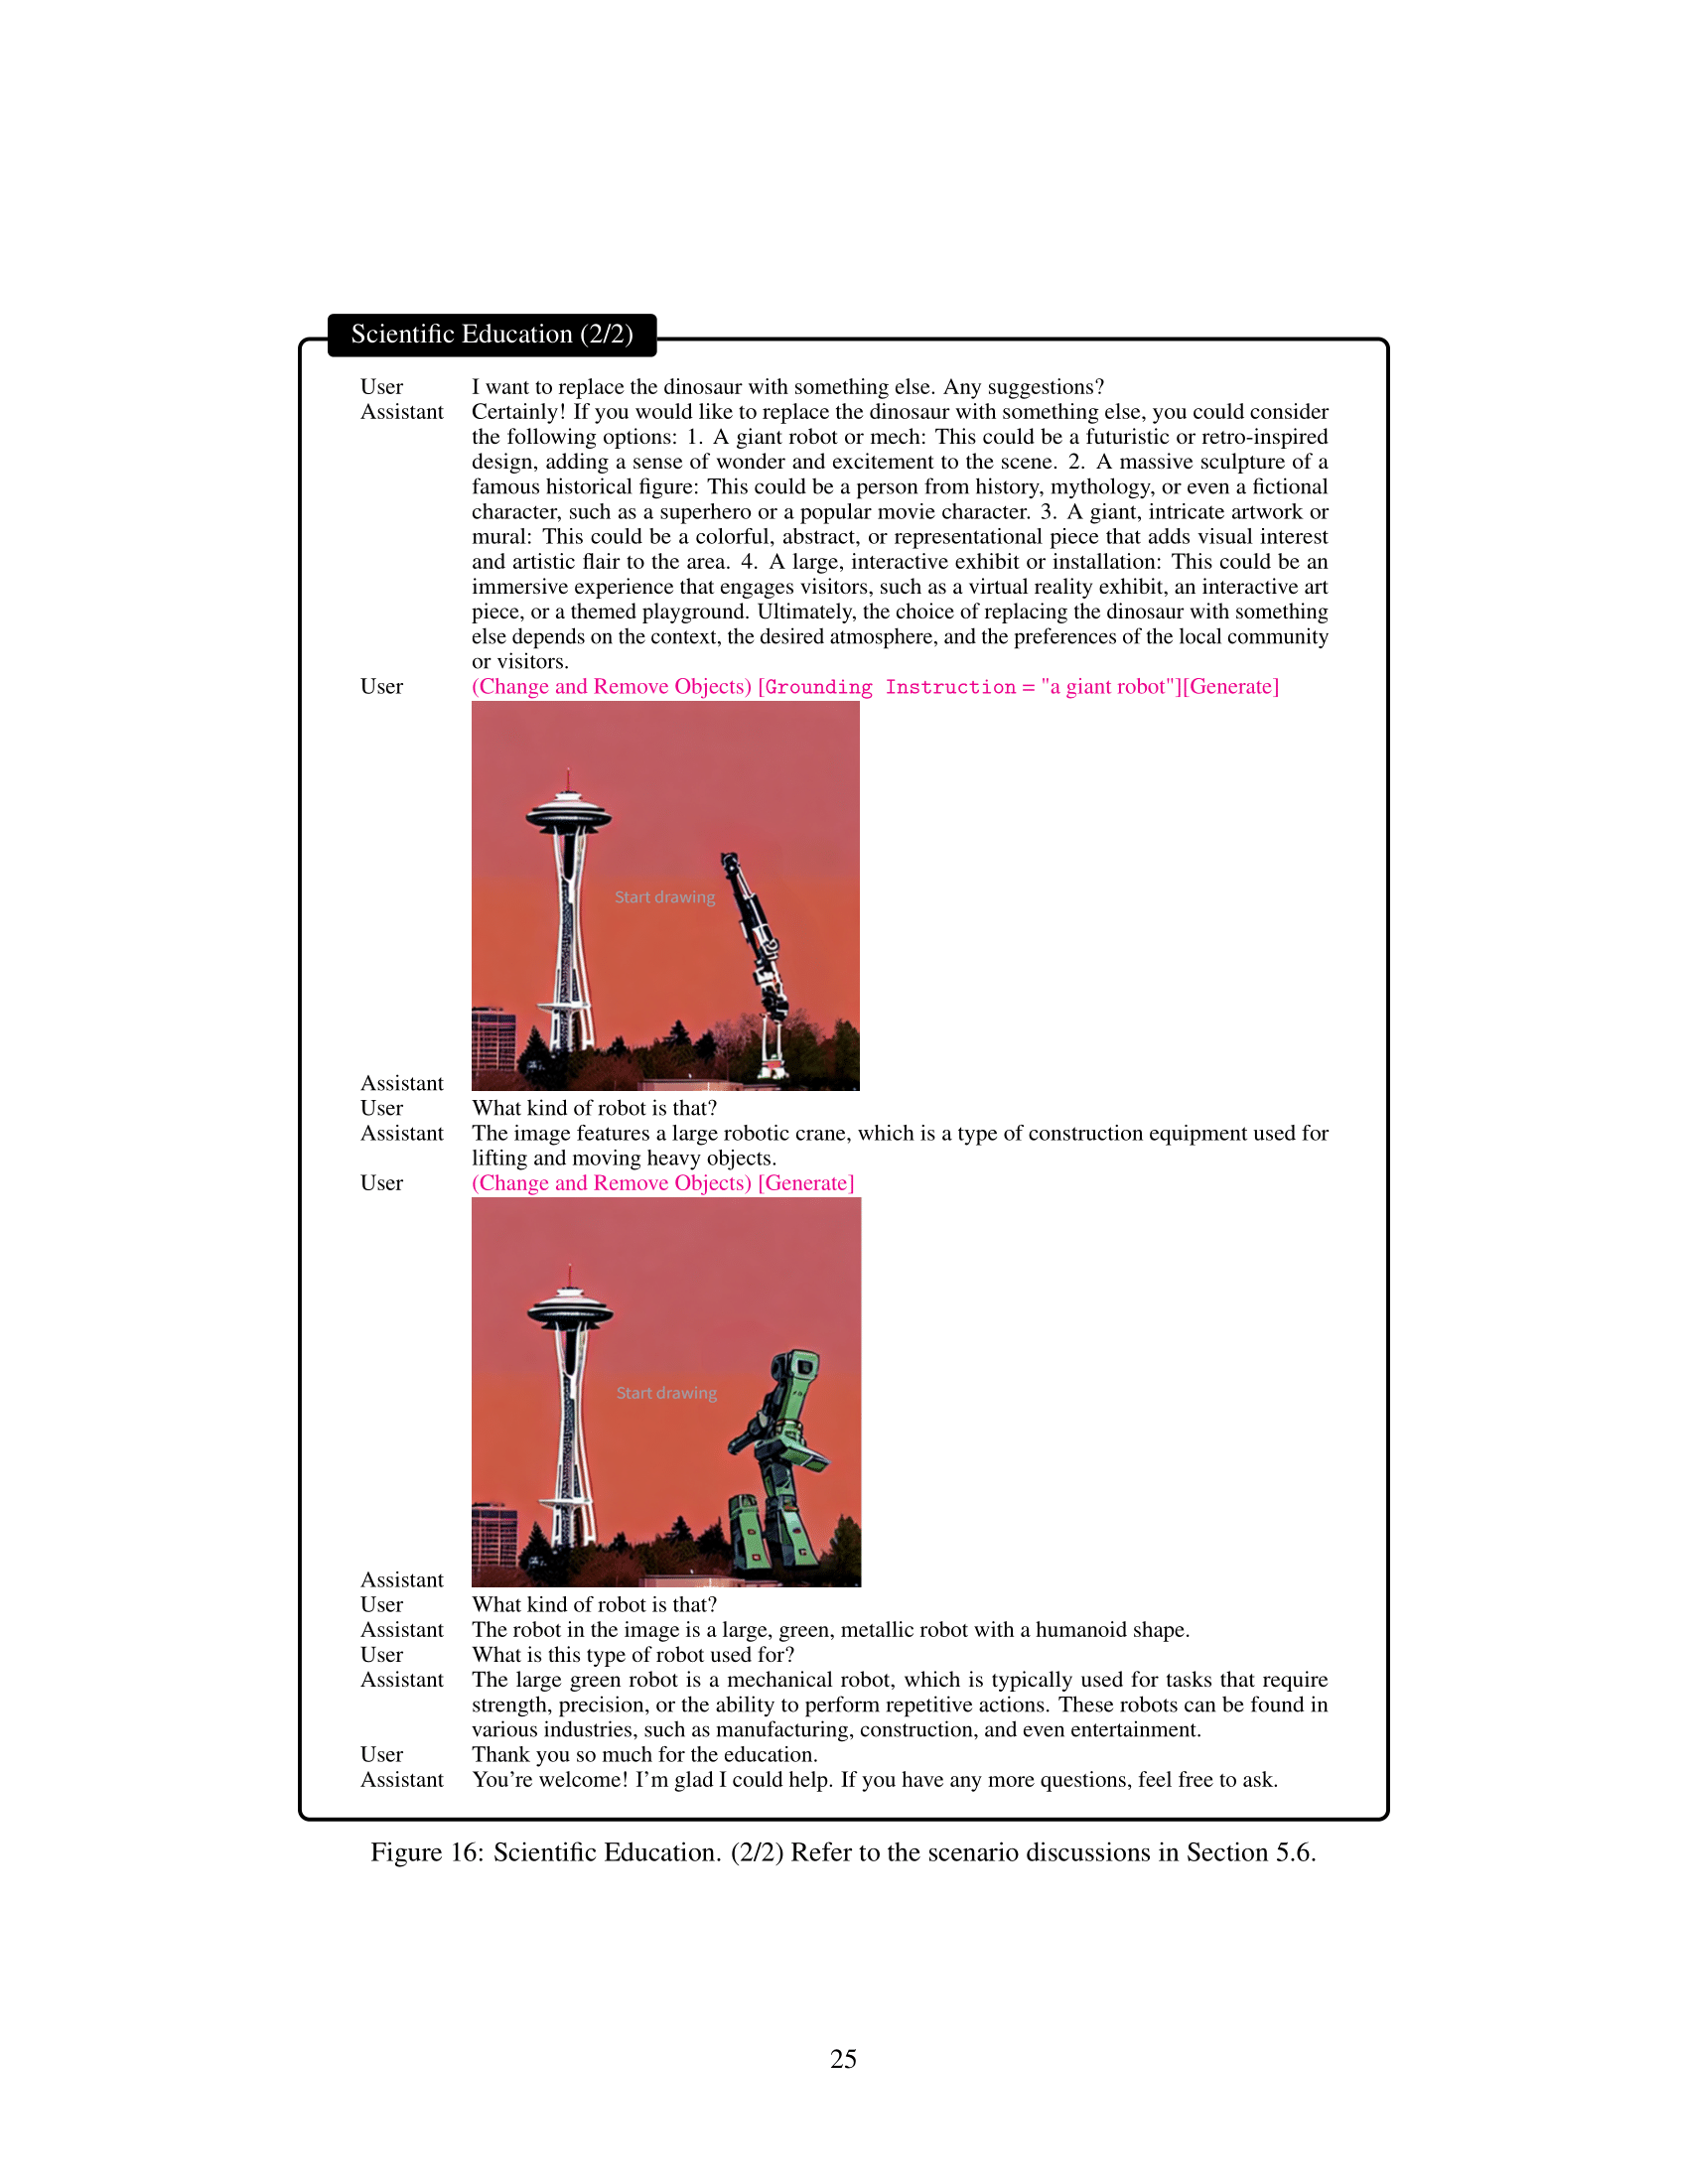 Scientific Education (2/2)
User I want to replace the dinosaur with something else. Any suggestions?
Assistant Certainly! If you would like to replace the dinosaur with something else, you could consider
the following options: 1. A giant robot or mech: This could be a futuristic or retro-inspired
design, adding a sense of wonder and excitement to the scene. 2. A massive sculpture of a
famous historical figure: This could be a person from history, mythology, or even a fictional
character, such as a superhero or a popular movie character. 3. A giant, intricate artwork or
mural: This could be a colorful, abstract, or representational piece that adds visual interest
and artistic flair to the area. 4. A large, interactive exhibit or installation: This could be an
immersive experience that engages visitors, such as a virtual reality exhibit, an interactive art
piece, or a themed playground. Ultimately, the choice of replacing the dinosaur with something
else depends on the context, the desired atmosphere, and the preferences of the local community
or visitors.
User (Change and Remove Objects) [Grounding Instruction = "a giant robot"][Generate]
Start drawing
Assistant
User What kind of robot is that?
Assistant The image features a large robotic crane, which is a type of construction equipment used for
lifting and moving heavy objects.
User (Change and Remove Objects) [Generate]
Start drawing
Assistant
User What kind of robot is that?
Assistant The robot in the image is a large, green, metallic robot with a humanoid shape.
User What is this type of robot used for?
Assistant The large green robot is a mechanical robot, which is typically used for tasks that require
strength, precision, or the ability to perform repetitive actions. These robots can be found in
various industries, such as manufacturing, construction, and even entertainment.
User Thank you so much for the education.
Assistant You're welcome! I'm glad I could help. If you have any more questions, feel free to ask.
Figure 16: Scientific Education. (2/2) Refer to the scenario discussions in Section 5.6.
25